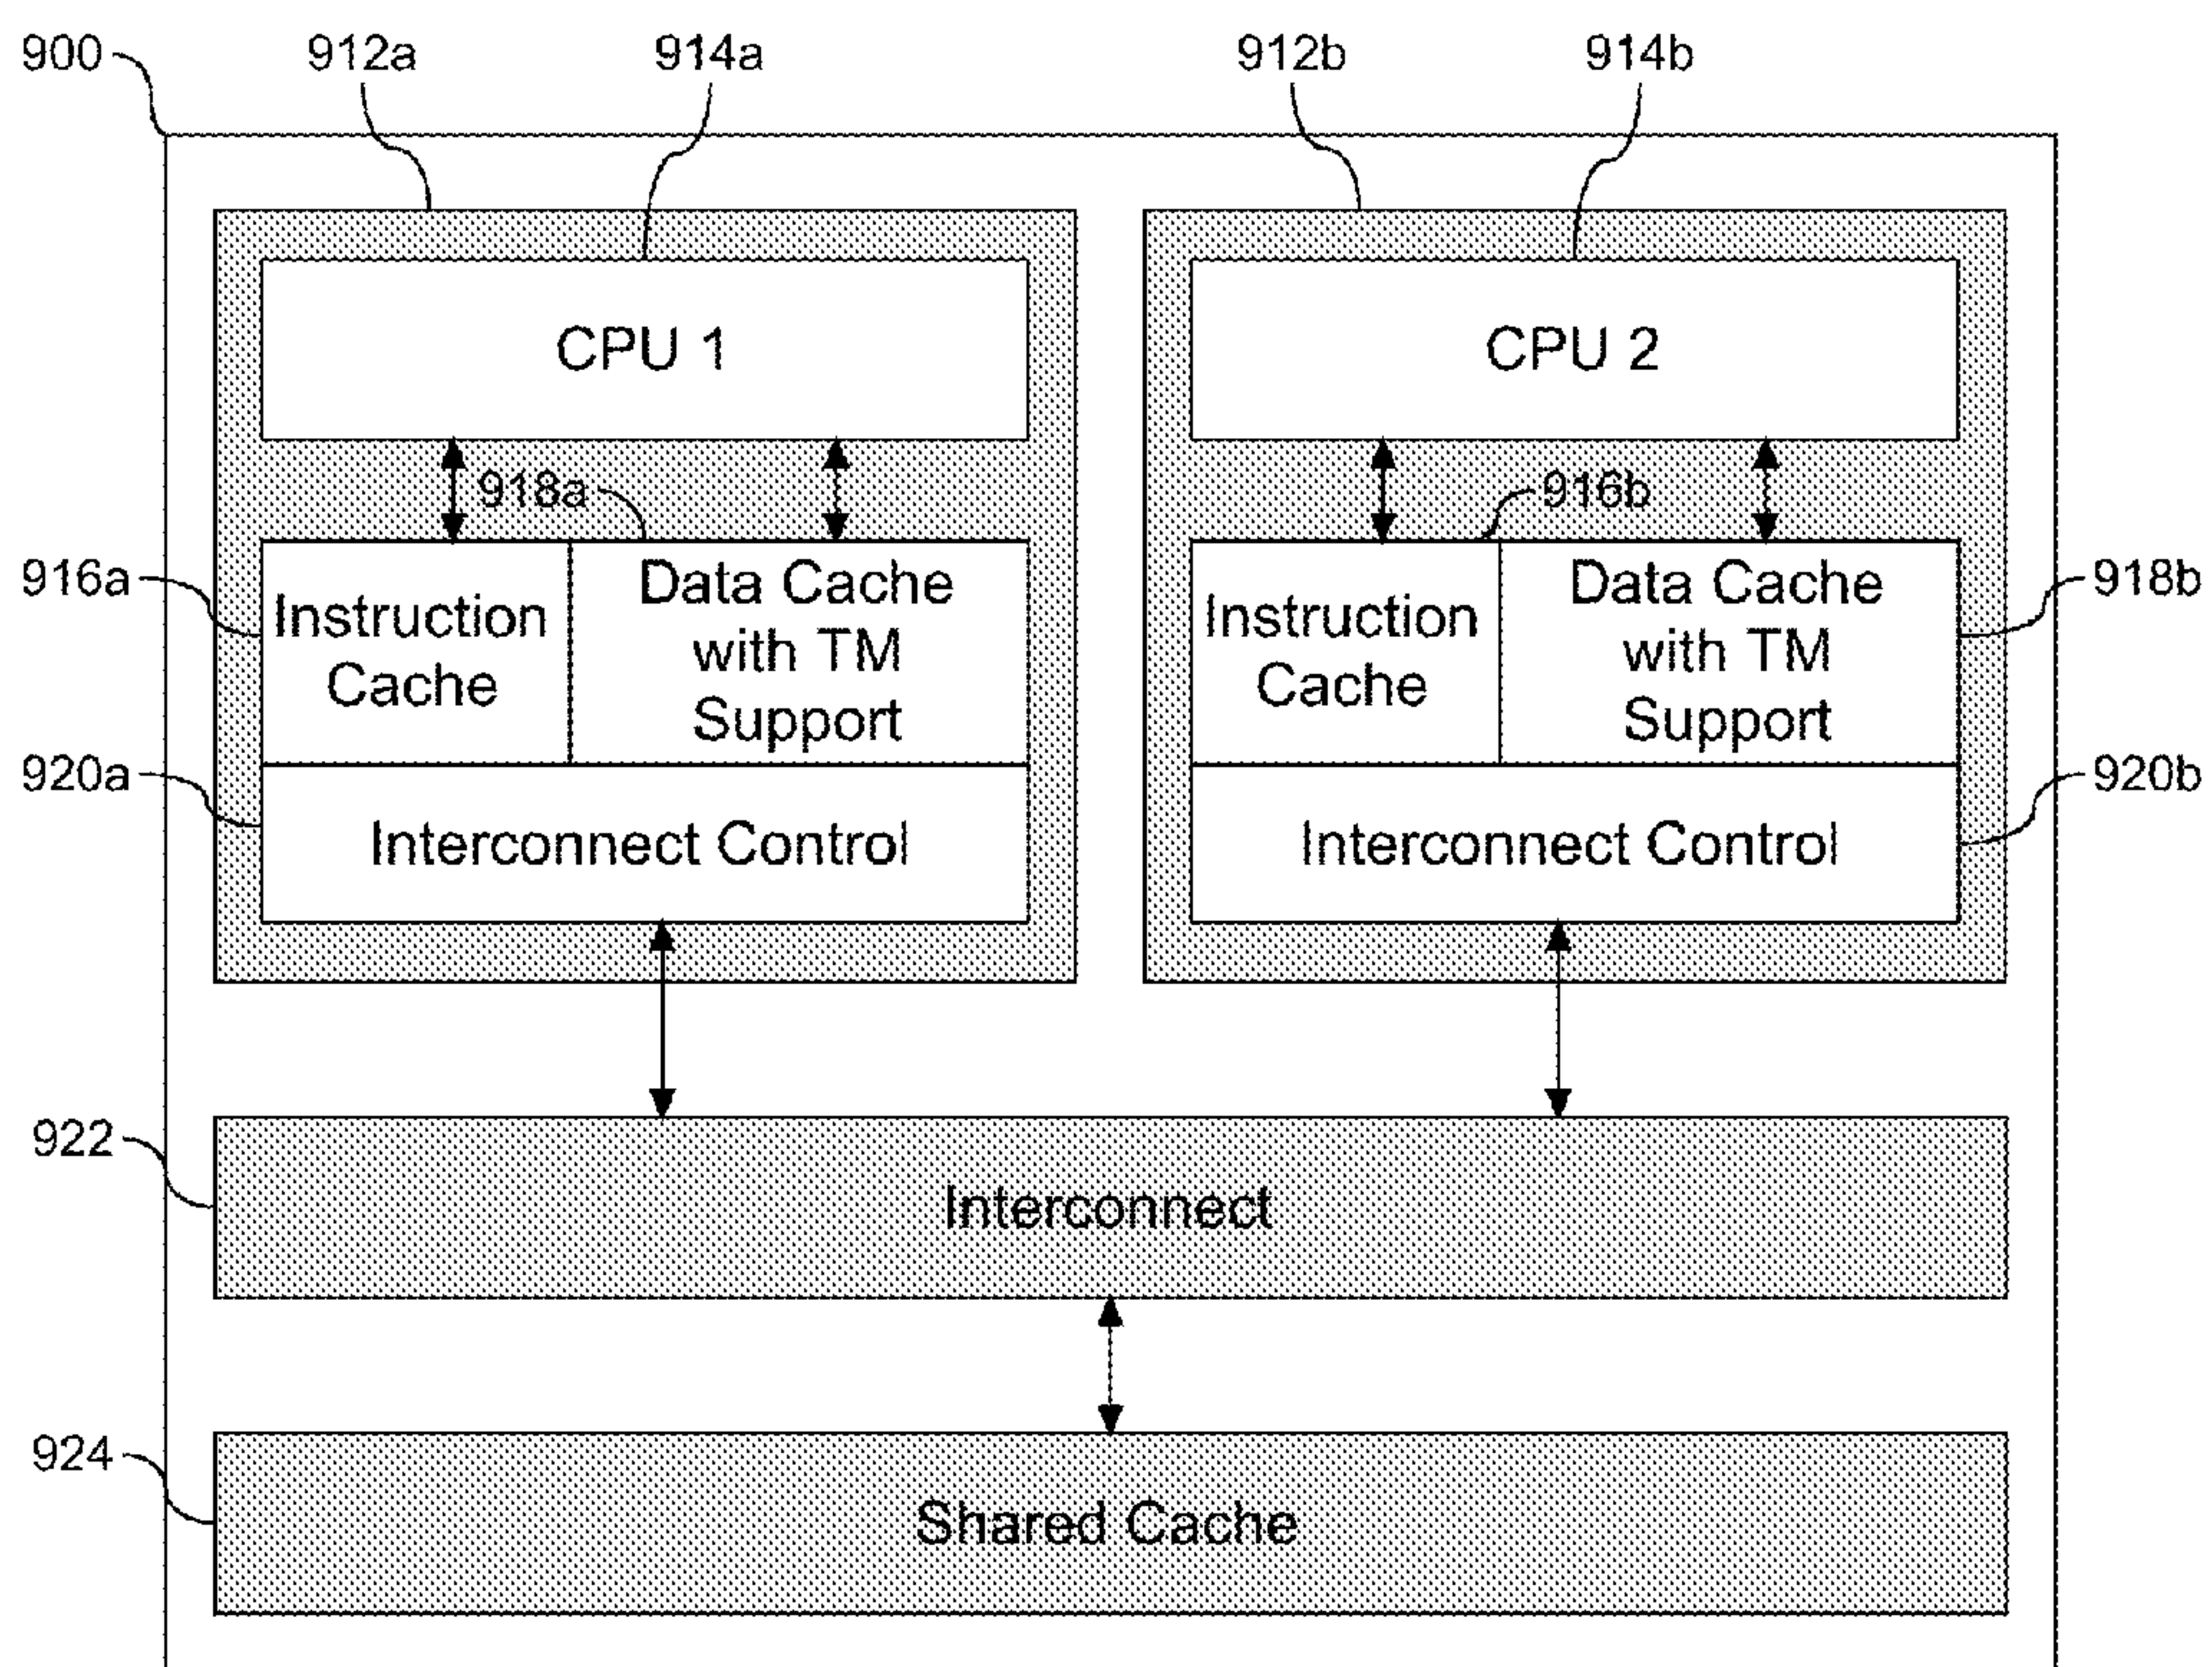 900
912a
914a
912b
914b
CPU 1
CPU 2
918a
916b
916a
Instruction
Cache
Data Cache
with TM
Support
Instruction
Cache
Data Cache
with TM
Support
918b
920a
Interconnect Control
Interconnect Control
920b
922
Interconnect
924
Shared Cache